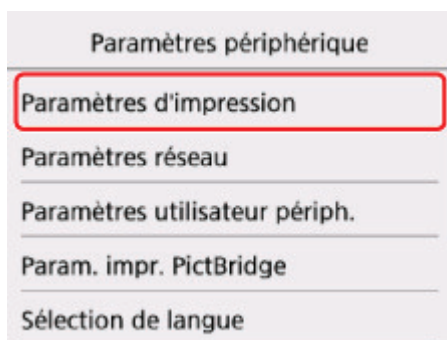 Paramètres périphérique
Paramètres d'impression
Paramètres réseau
Paramètres utilisateur périph.
Param. impr. PictBridge
Sélection de langue